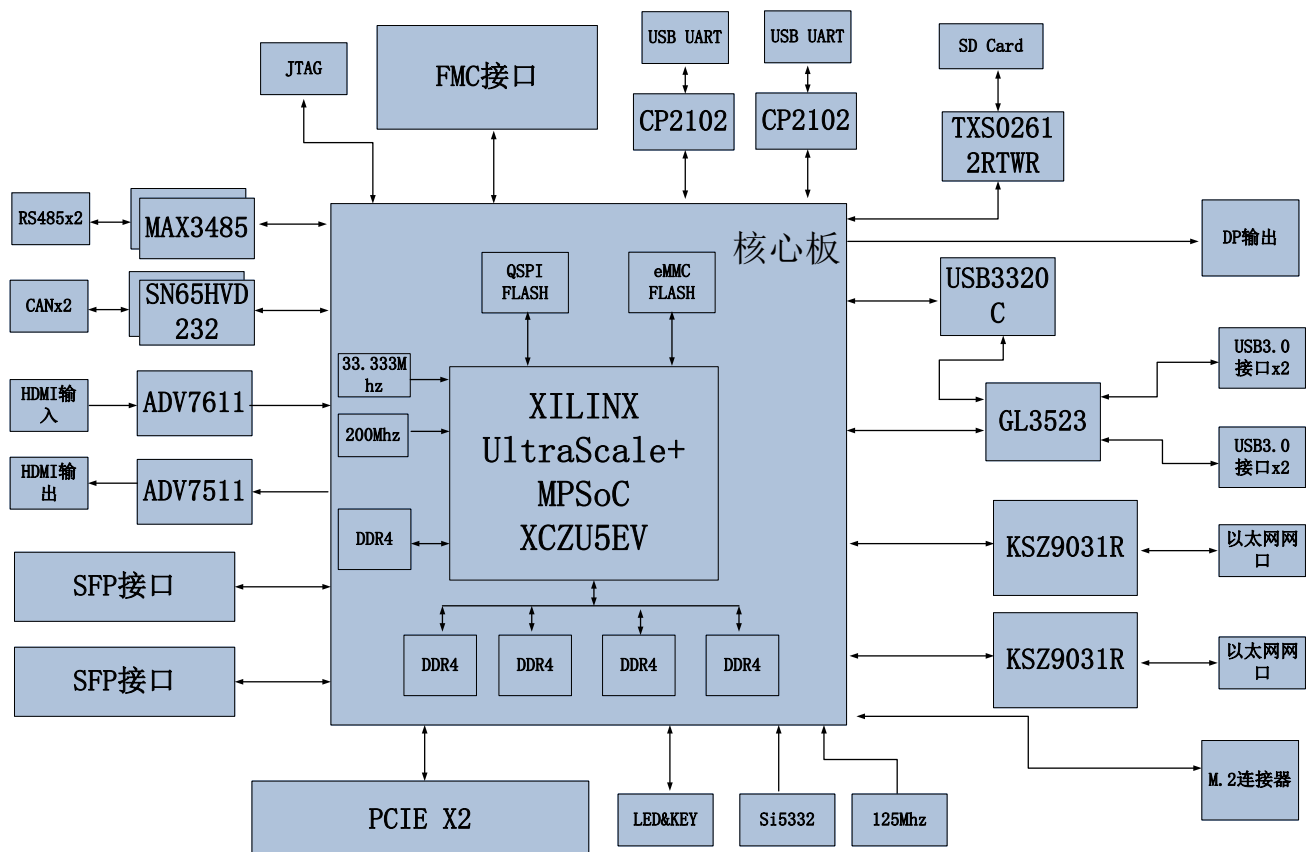 JTAG
FMC接口
USB UART
USB UART
SD Card
CP2102
CP2102
TXS0261
2RTWR
RS485x2
MAX3485
核心板
DP输出
CANx2
SN65HVD
232
QSPI
FLASH
eMMC
FLASH
USB3320
C
33.333M
hz
USB3.0
接口x2
HDMI输
入
ADV7611
XILINX
UltraScale+
MPSoC
XCZU5EV
GL3523
200Mhz
USB3.0
接口x2
HDMI输
出
ADV7511
DDR4
KSZ9031R
以太网网
口
SFP接口
DDR4
DDR4
DDR4
DDR4
KSZ9031R
以太网网
口
SFP接口
M.2连接器
PCIE X2
LED&KEY
Si5332
125Mhz